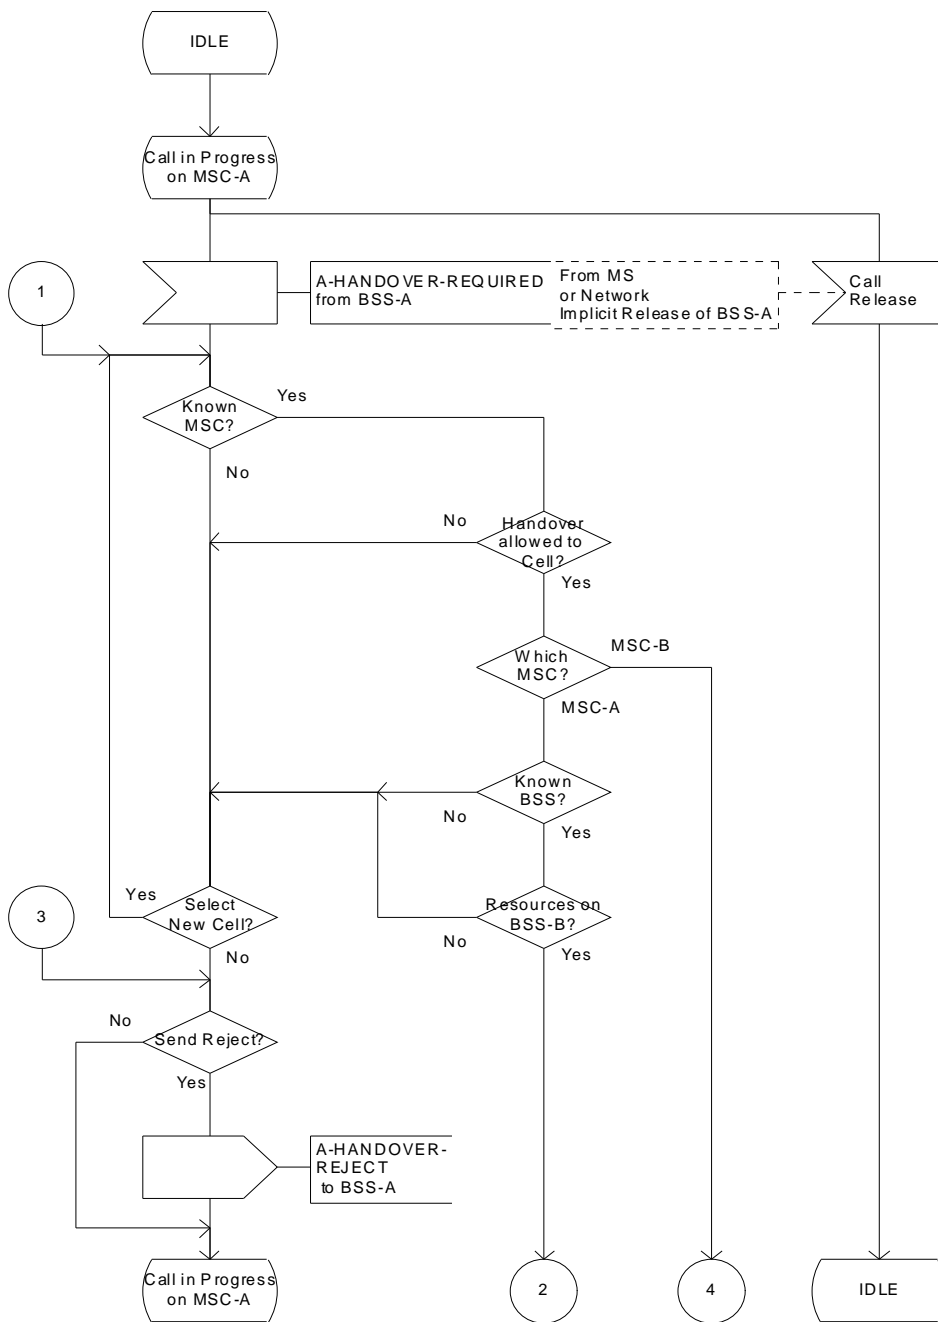 IDLE
Call in Progress
on MSC-A
1
A-HANDOVER-REQUIRED
from BSS-A
From MS
or Network
Implicit Release of BSS-A
Call
Release
Known
MSC?
Yes
No
No
Handover
allowed to
Cell?
Yes
Which
MSC?
MSC-B
MSC-A
Known
BSS?
No
Yes
Yes
Select
New Cell?
No
3
Resources on
BSS-B?
No
Yes
No
Send Reject?
Yes
A-HANDOVER-
REJECT
to BSS-A
Call in Progress
on MSC-A
2
4
IDLE